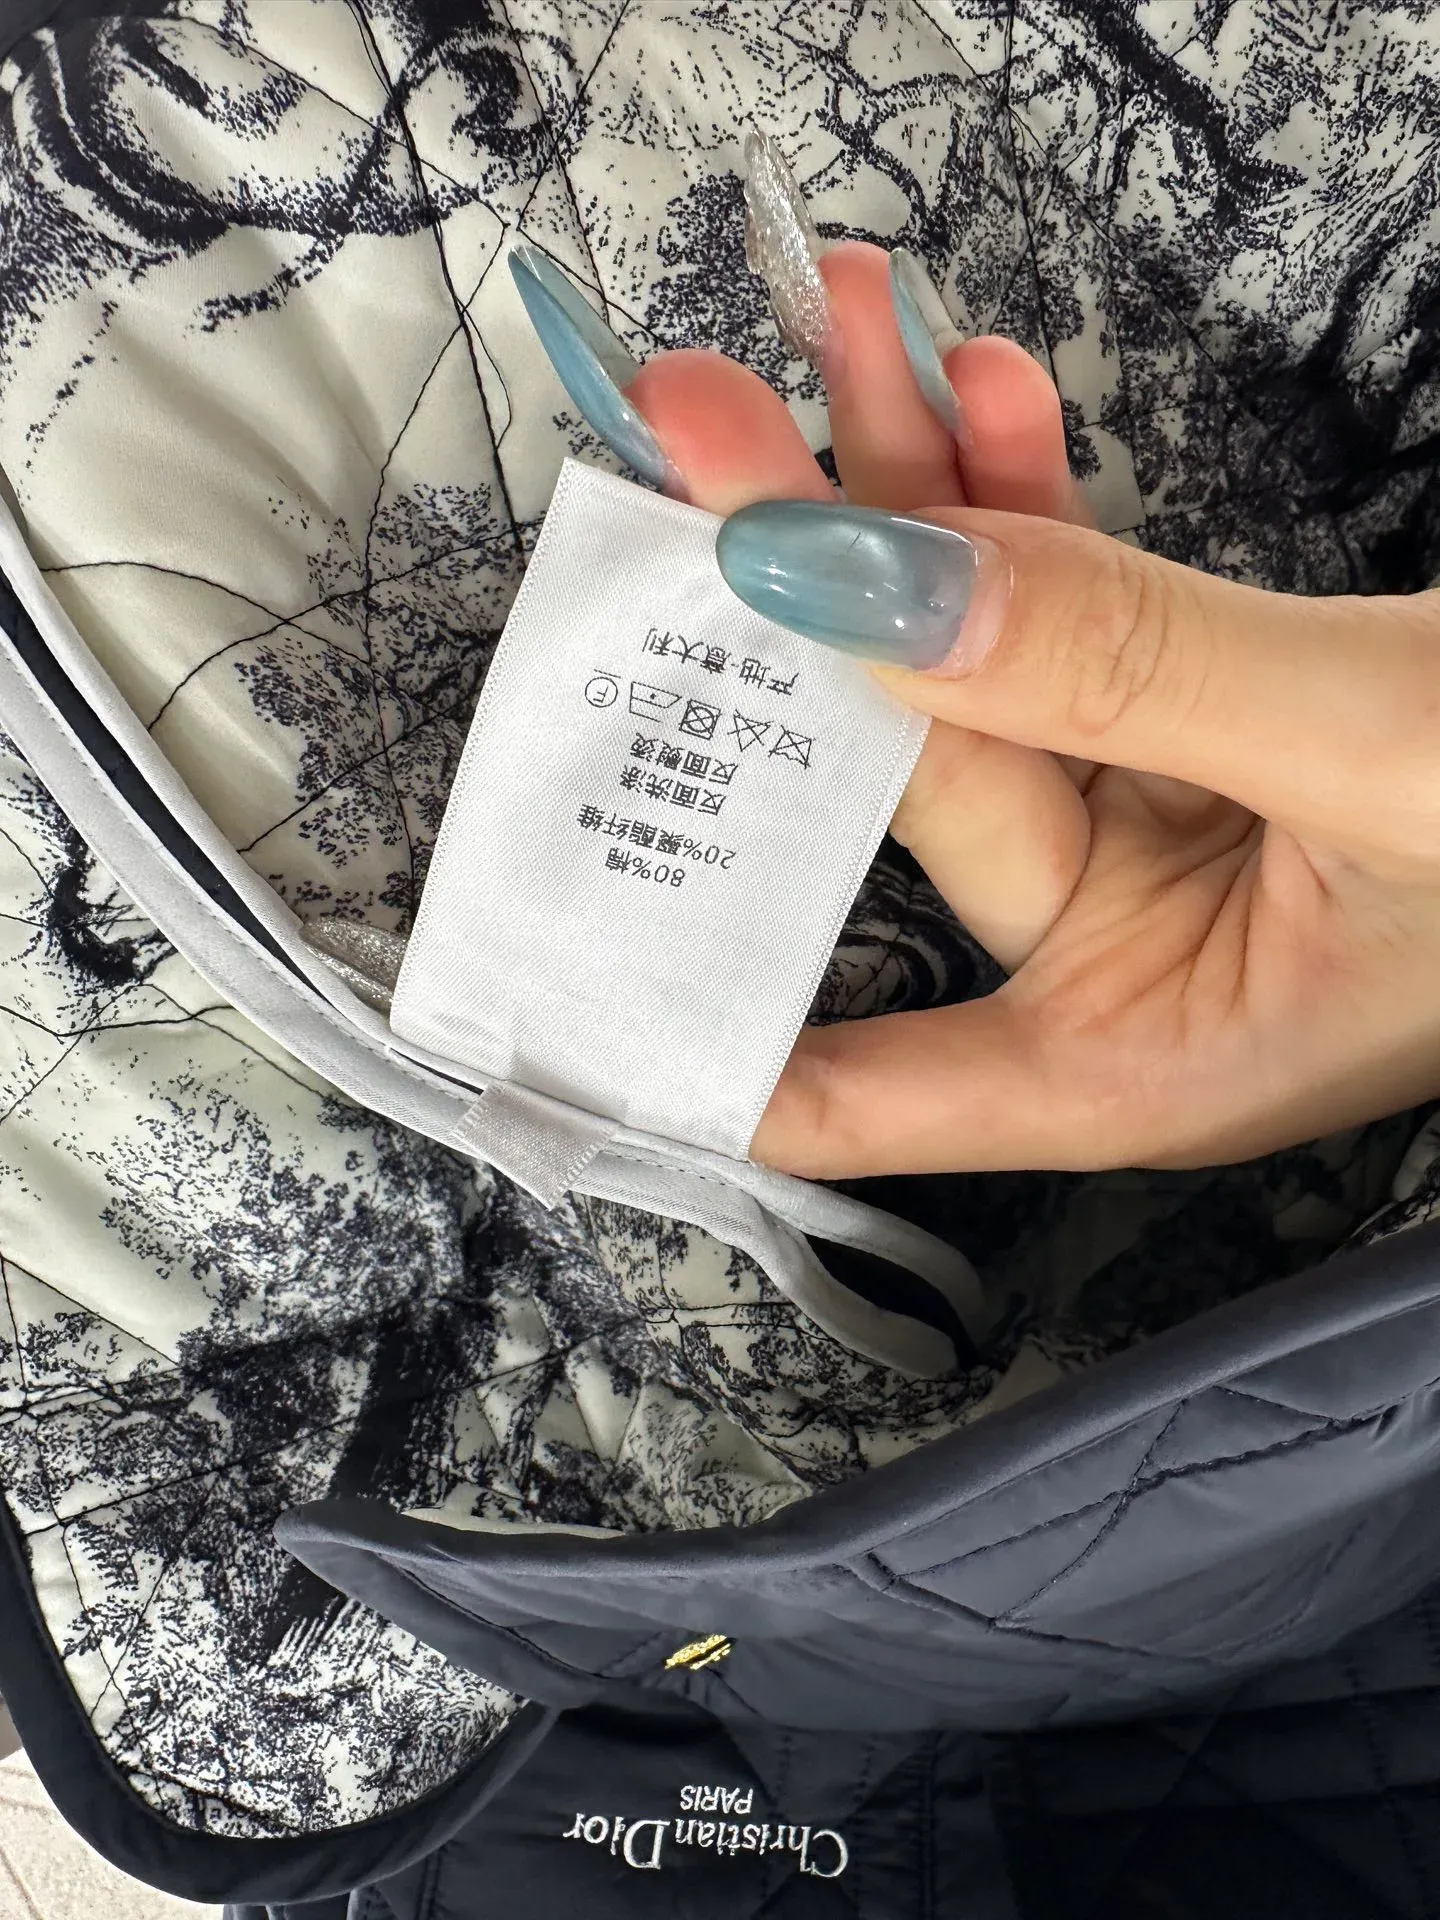 Christian Dior
PARIS
80%棉
20%聚酯纤维
反面洗涤
反面熨烫
F
产地-意大利